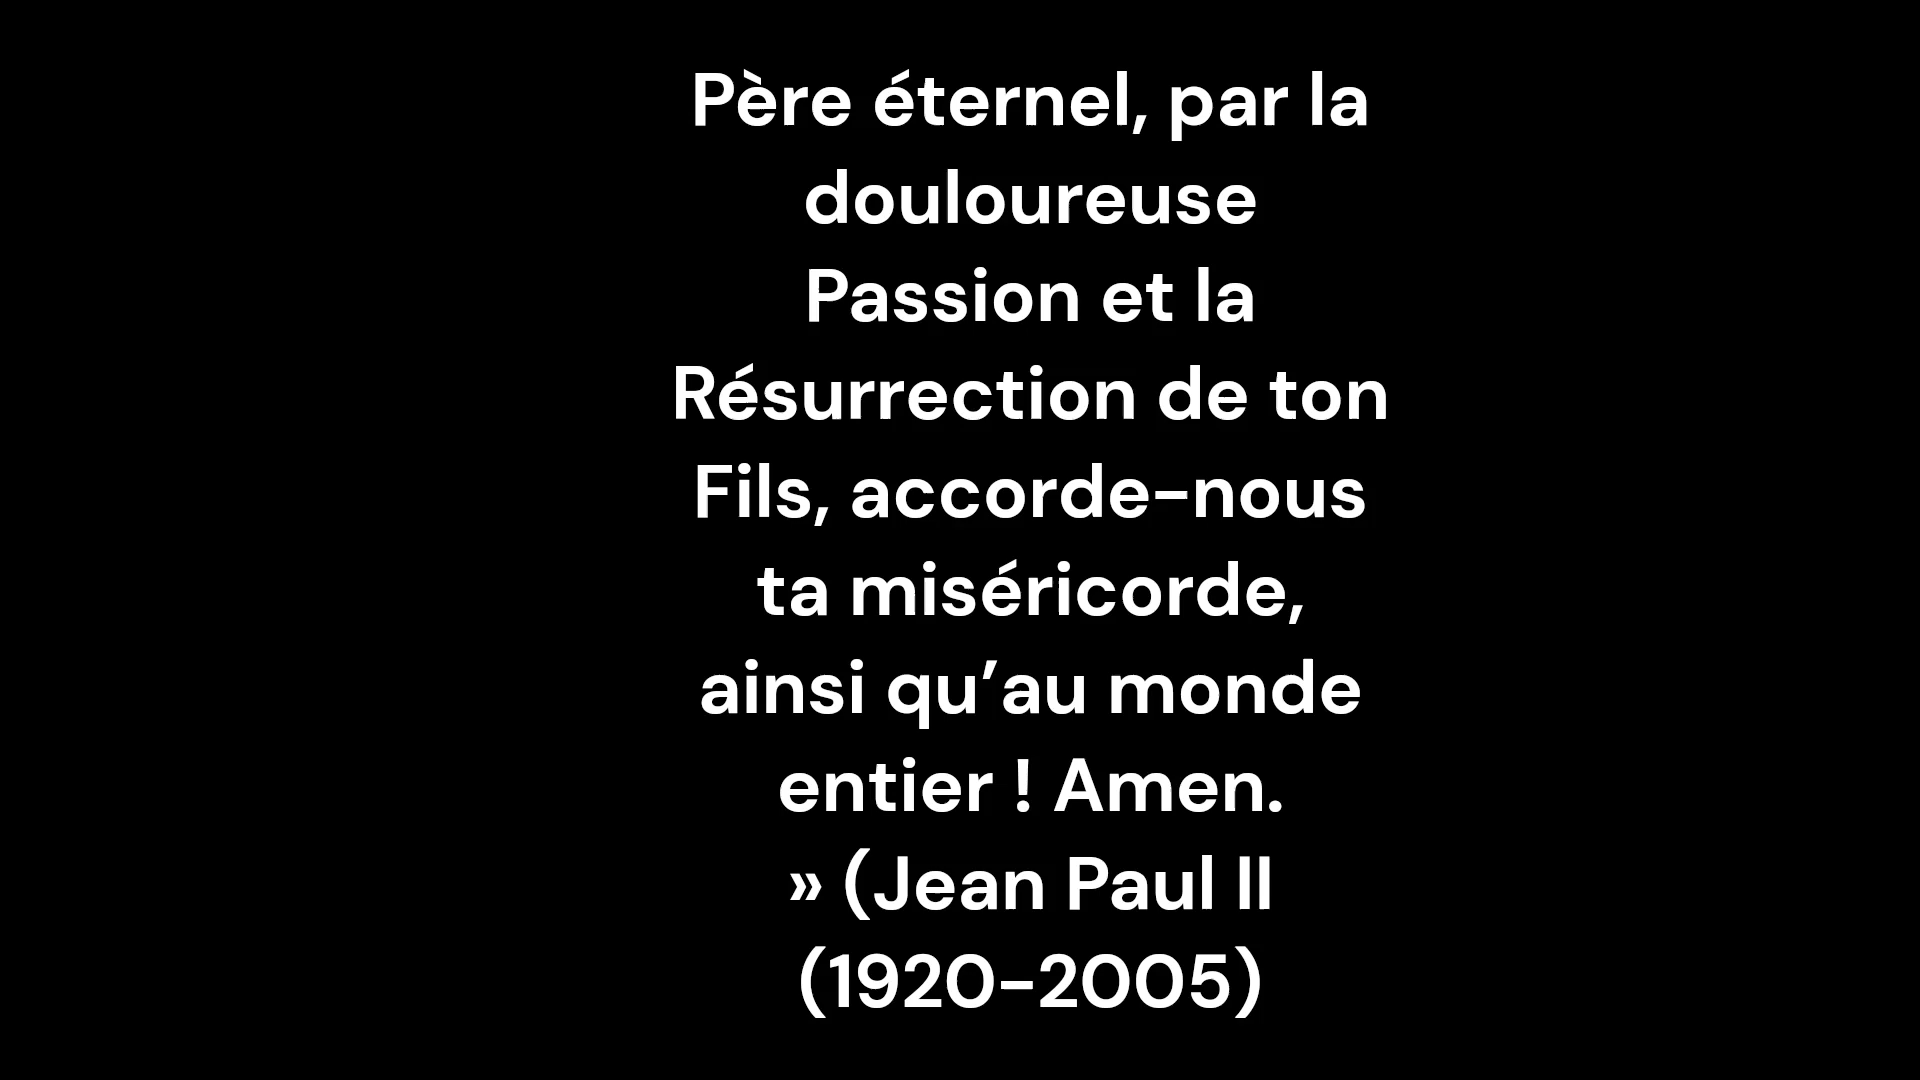 Père éternel, par la
douloureuse
Passion et la
Résurrection de ton
Fils, accorde-nous
ta miséricorde,
ainsi qu’au monde
entier ! Amen.
» (Jean Paul II
(1920-2005)